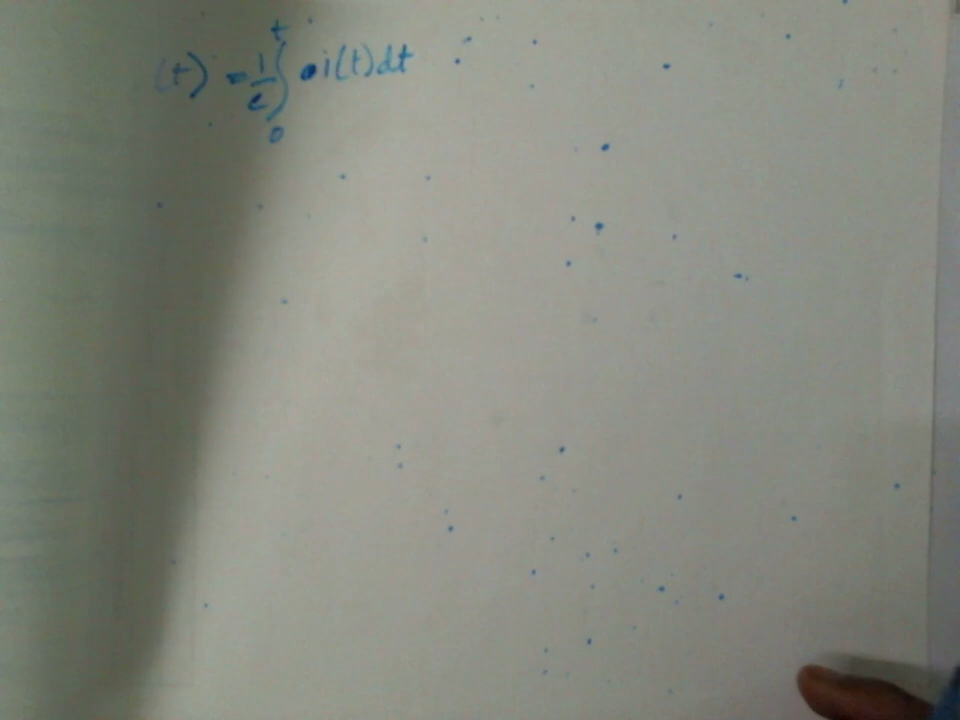 (t) = 1/c ∫₀ᵗ i(t)dt